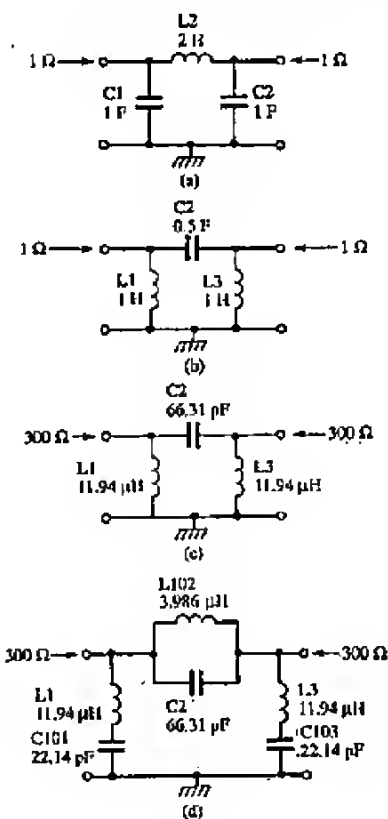 L2
2 H
1 Ω
1 Ω
C1
1 F
C2
1 F
(a)
C2
0.5 F
1 Ω
1 Ω
L1
1 H
L3
1 H
(b)
C2
66.31 pF
300 Ω
300 Ω
L1
11.94 µH
L3
11.94 µH
(c)
L102
3.986 µH
300 Ω
300 Ω
C2
66.31 pF
L1
11.94 µH
C101
22.14 pF
L3
11.94 µH
C103
22.14 pF
(d)